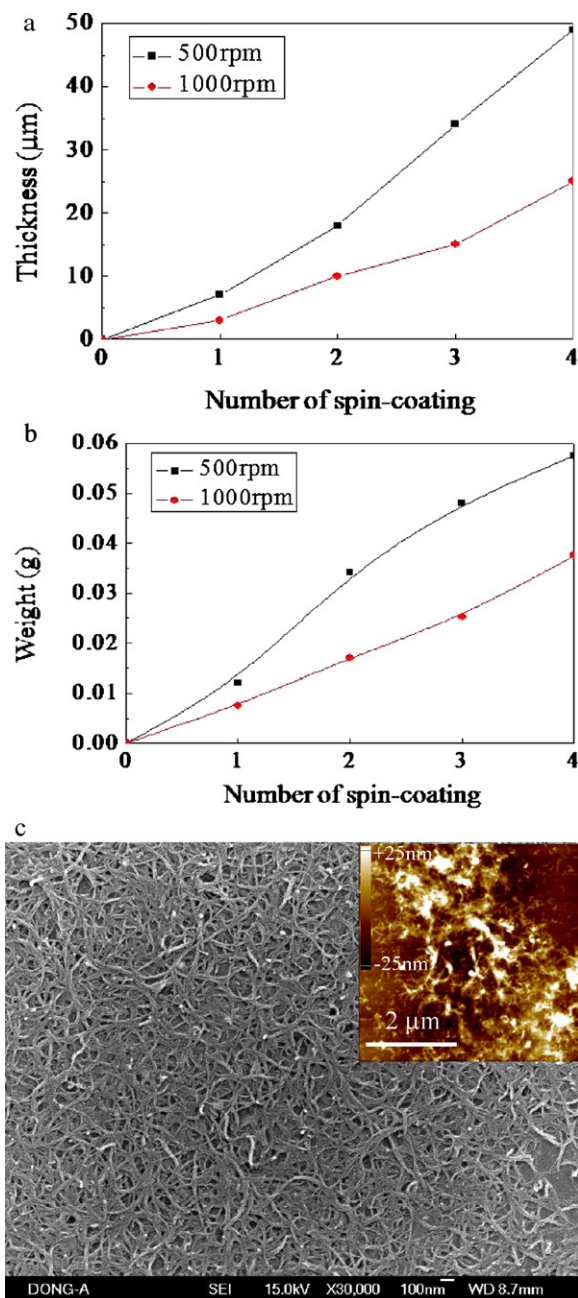 a
50
40
30
20
10
0
Thickness (μm)
500rpm
1000rpm
0 1 2 3 4
Number of spin-coating
b
0.06
0.05
0.04
0.03
0.02
0.01
0.00
Weight (g)
500rpm
1000rpm
0 1 2 3 4
Number of spin-coating
c
+25nm
-25nm
2 μm
DONG-A SEI 15.0kV X30,000 100nm WD 8.7mm